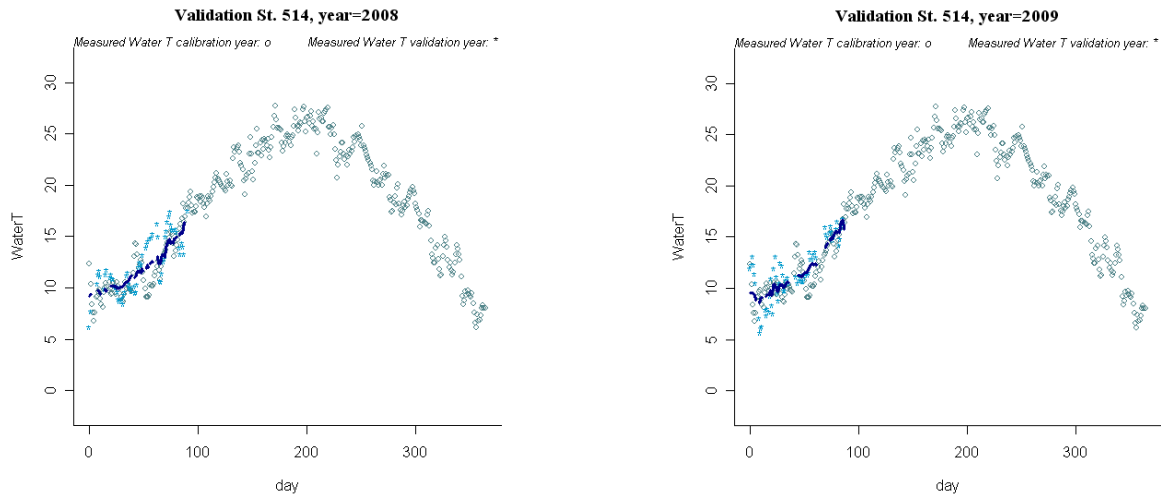 Validation St. 514, year=2008
Measured Water T calibration year: o Measured Water T validation year: *
30
25
20
15
10
5
0
WaterT
0 100 200 300
day
Validation St. 514, year=2009
Measured Water T calibration year: o Measured Water T validation year: *
30
25
20
15
10
5
0
WaterT
0 100 200 300
day